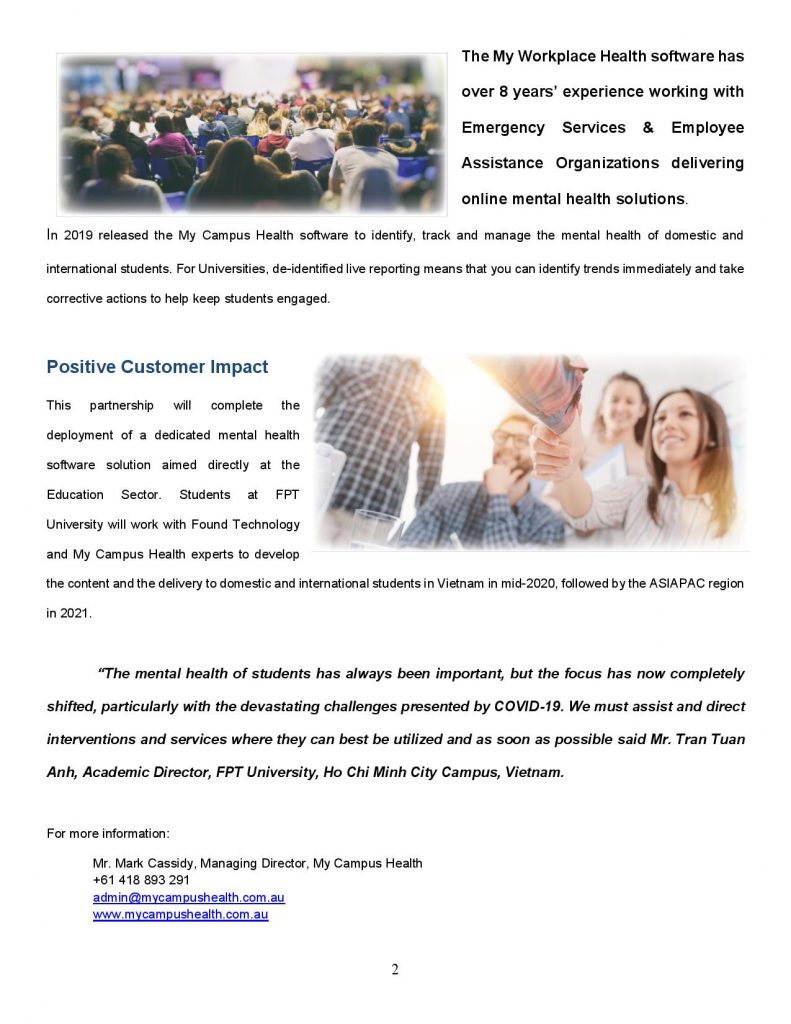 The My Workplace Health software has
over 8 years’ experience working with
Emergency Services & Employee
Assistance Organizations delivering
online mental health solutions.
In 2019 released the My Campus Health software to identify, track and manage the mental health of domestic and
international students. For Universities, de-identified live reporting means that you can identify trends immediately and take
corrective actions to help keep students engaged.
Positive Customer Impact
This partnership will complete the
deployment of a dedicated mental health
software solution aimed directly at the
Education Sector. Students at FPT
University will work with Found Technology
and My Campus Health experts to develop
the content and the delivery to domestic and international students in Vietnam in mid-2020, followed by the ASIAPAC region
in 2021.
“The mental health of students has always been important, but the focus has now completely
shifted, particularly with the devastating challenges presented by COVID-19. We must assist and direct
interventions and services where they can best be utilized and as soon as possible said Mr. Tran Tuan
Anh, Academic Director, FPT University, Ho Chi Minh City Campus, Vietnam.
For more information:
Mr. Mark Cassidy, Managing Director, My Campus Health
+61 418 893 291
admin@mycampushealth.com.au
www.mycampushealth.com.au
2